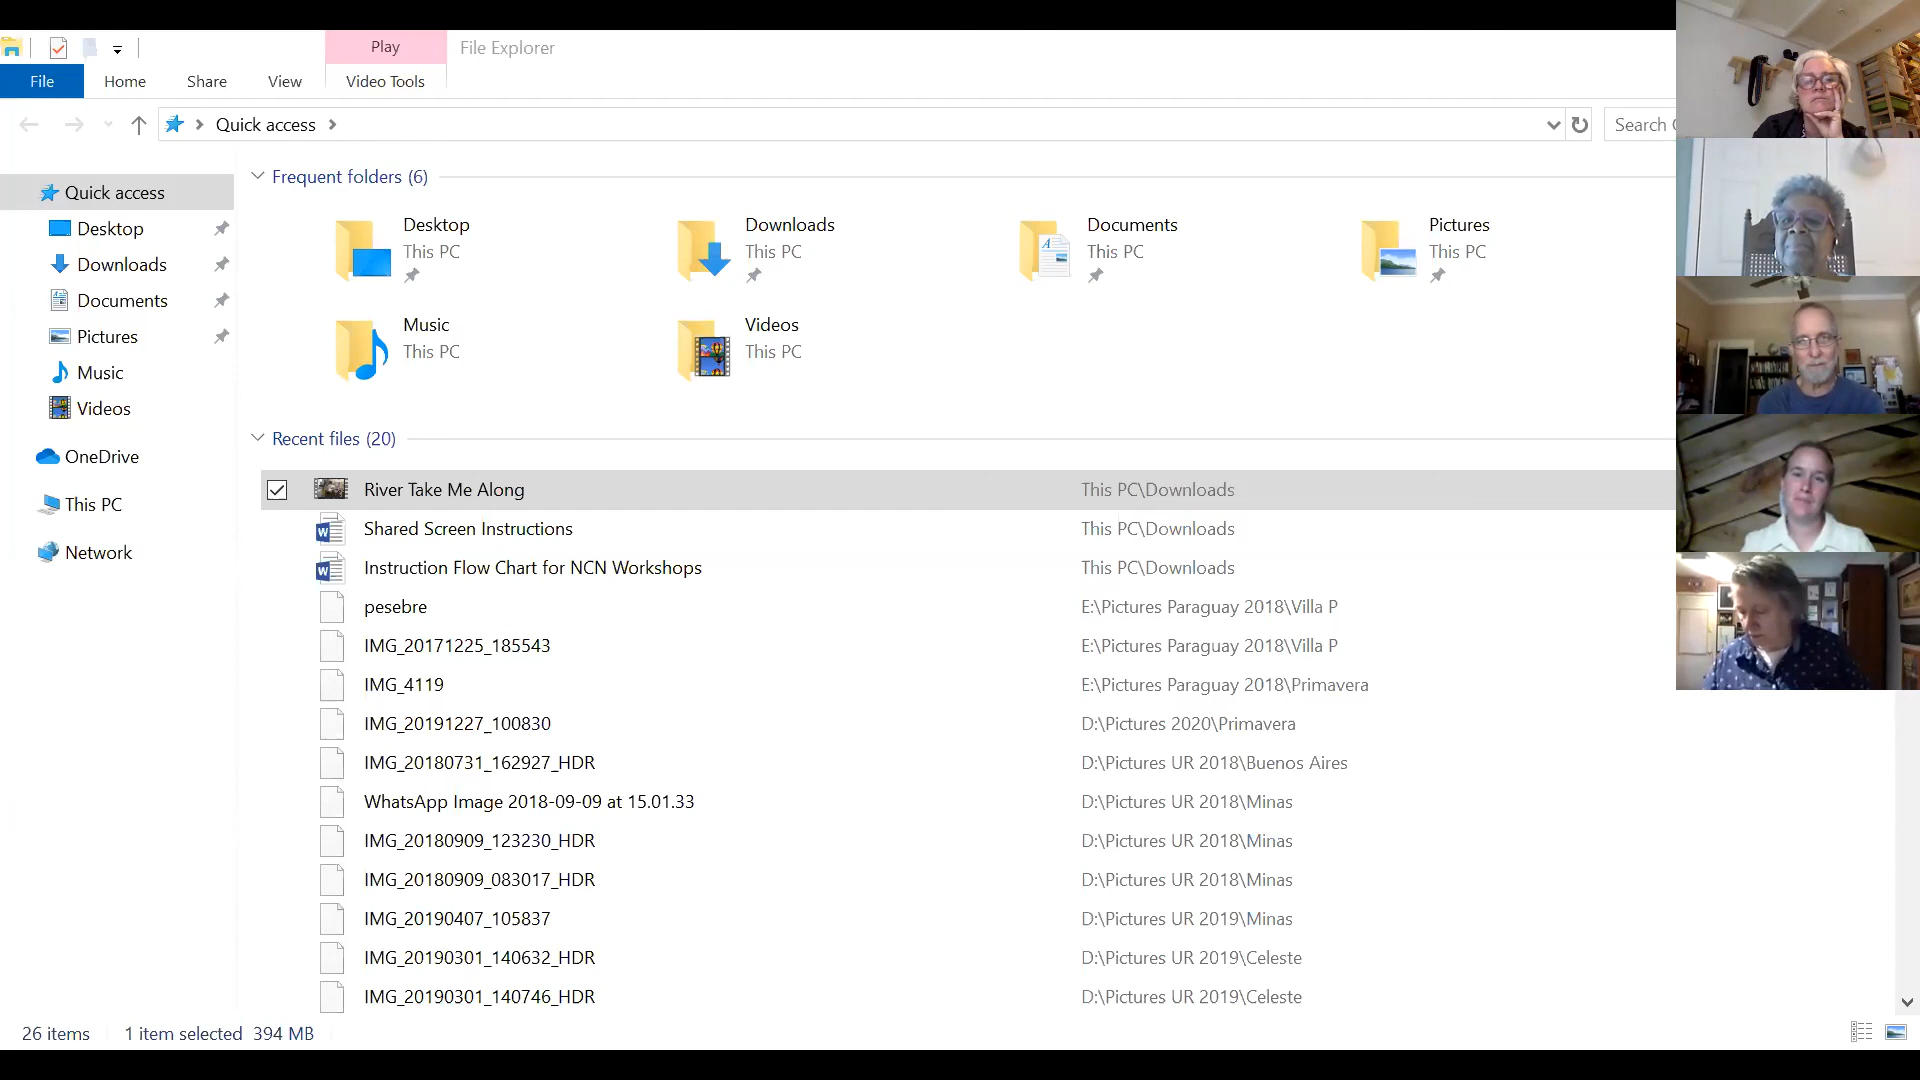 Play
File Explorer
File
Home
Share
View
Video Tools
Quick access
Search
Quick access
Desktop
Downloads
Documents
Pictures
Music
Videos
OneDrive
This PC
Network
Frequent folders (6)
Desktop
This PC
Downloads
This PC
Documents
This PC
Pictures
This PC
Music
This PC
Videos
This PC
Recent files (20)
River Take Me Along This PC\Downloads
Shared Screen Instructions This PC\Downloads
Instruction Flow Chart for NCN Workshops This PC\Downloads
pesebre E:\Pictures Paraguay 2018\Villa P
IMG_20171225_185543 E:\Pictures Paraguay 2018\Villa P
IMG_4119 E:\Pictures Paraguay 2018\Primavera
IMG_20191227_100830 D:\Pictures 2020\Primavera
IMG_20180731_162927_HDR D:\Pictures UR 2018\Buenos Aires
WhatsApp Image 2018-09-09 at 15.01.33 D:\Pictures UR 2018\Minas
IMG_20180909_123230_HDR D:\Pictures UR 2018\Minas
IMG_20180909_083017_HDR D:\Pictures UR 2018\Minas
IMG_20190407_105837 D:\Pictures UR 2019\Minas
IMG_20190301_140632_HDR D:\Pictures UR 2019\Celeste
IMG_20190301_140746_HDR D:\Pictures UR 2019\Celeste
26 items 1 item selected 394 MB